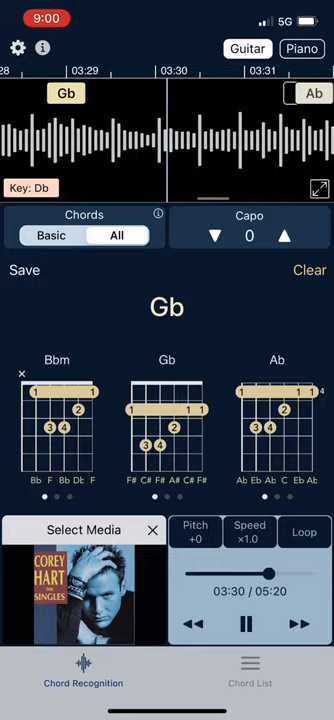 9:00
5G
Guitar Piano
28 03:29 03:30 03:31
Gb Ab
Key: Db
Chords Capo
Basic All 0
Save Clear
Gb
Bbm Gb Ab
1 1 1 1 1 1 1 1 4
2 2 2
3 4 3 4 3 4
Bb F Bb Db F F# C# F# A# C# F# Ab Eb Ab C Eb Ab
Select Media
Pitch +0 Speed ×1.0 Loop
COREY
HART
THE
SINGLES
03:30 / 05:20
Chord Recognition Chord List